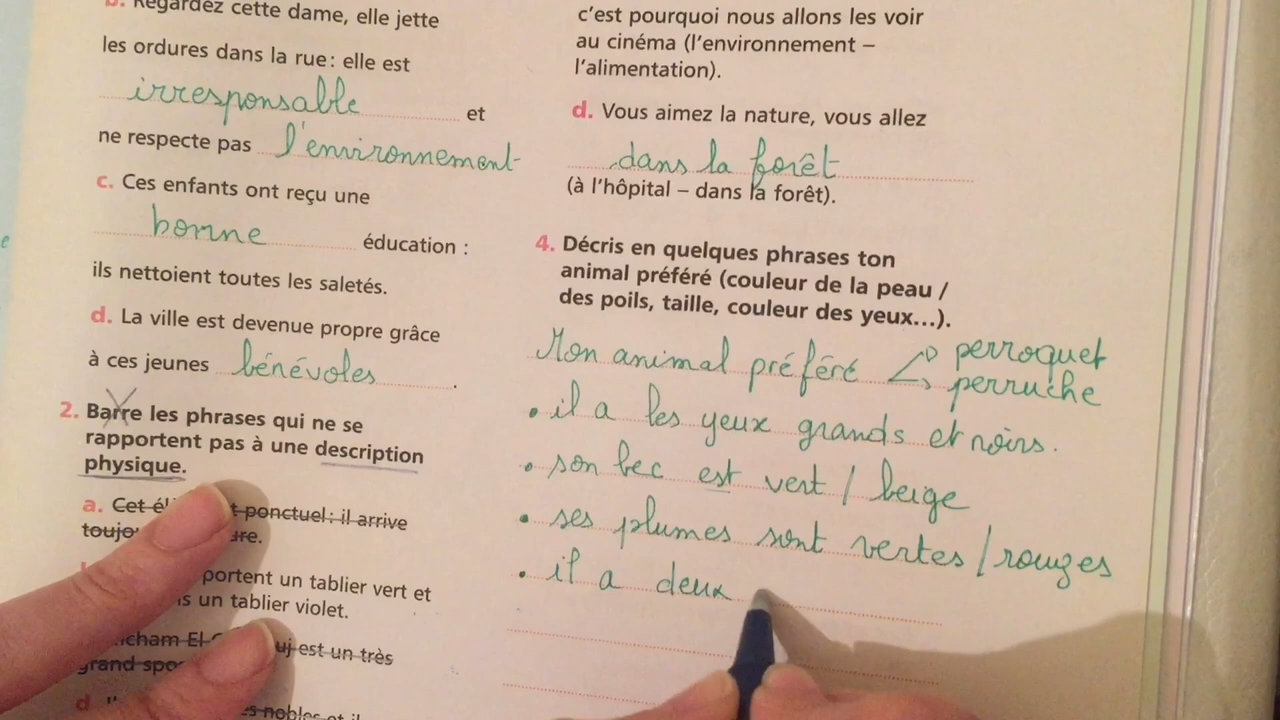 b. Regardez cette dame, elle jette
les ordures dans la rue : elle est
irresponsable et
ne respecte pas l'environnement
c. Ces enfants ont reçu une
bonne éducation :
ils nettoient toutes les saletés.
d. La ville est devenue propre grâce
à ces jeunes bénévoles .
2. Barre les phrases qui ne se
rapportent pas à une description
physique.
a. Cet ponctuel : il arrive
portent un tablier vert et
un tablier violet.
est un très
grand
d.
nobles et il
c'est pourquoi nous allons les voir
au cinéma (l'environnement –
l'alimentation).
d. Vous aimez la nature, vous allez
dans la forêt
(à l'hôpital – dans la forêt).
4. Décris en quelques phrases ton
animal préféré (couleur de la peau /
des poils, taille, couleur des yeux...).
Mon animal préféré perroquet
perruche
• il a les yeux grands et noirs.
• son bec est vert / beige
• ses plumes sont vertes / rouges
• il a deux
e